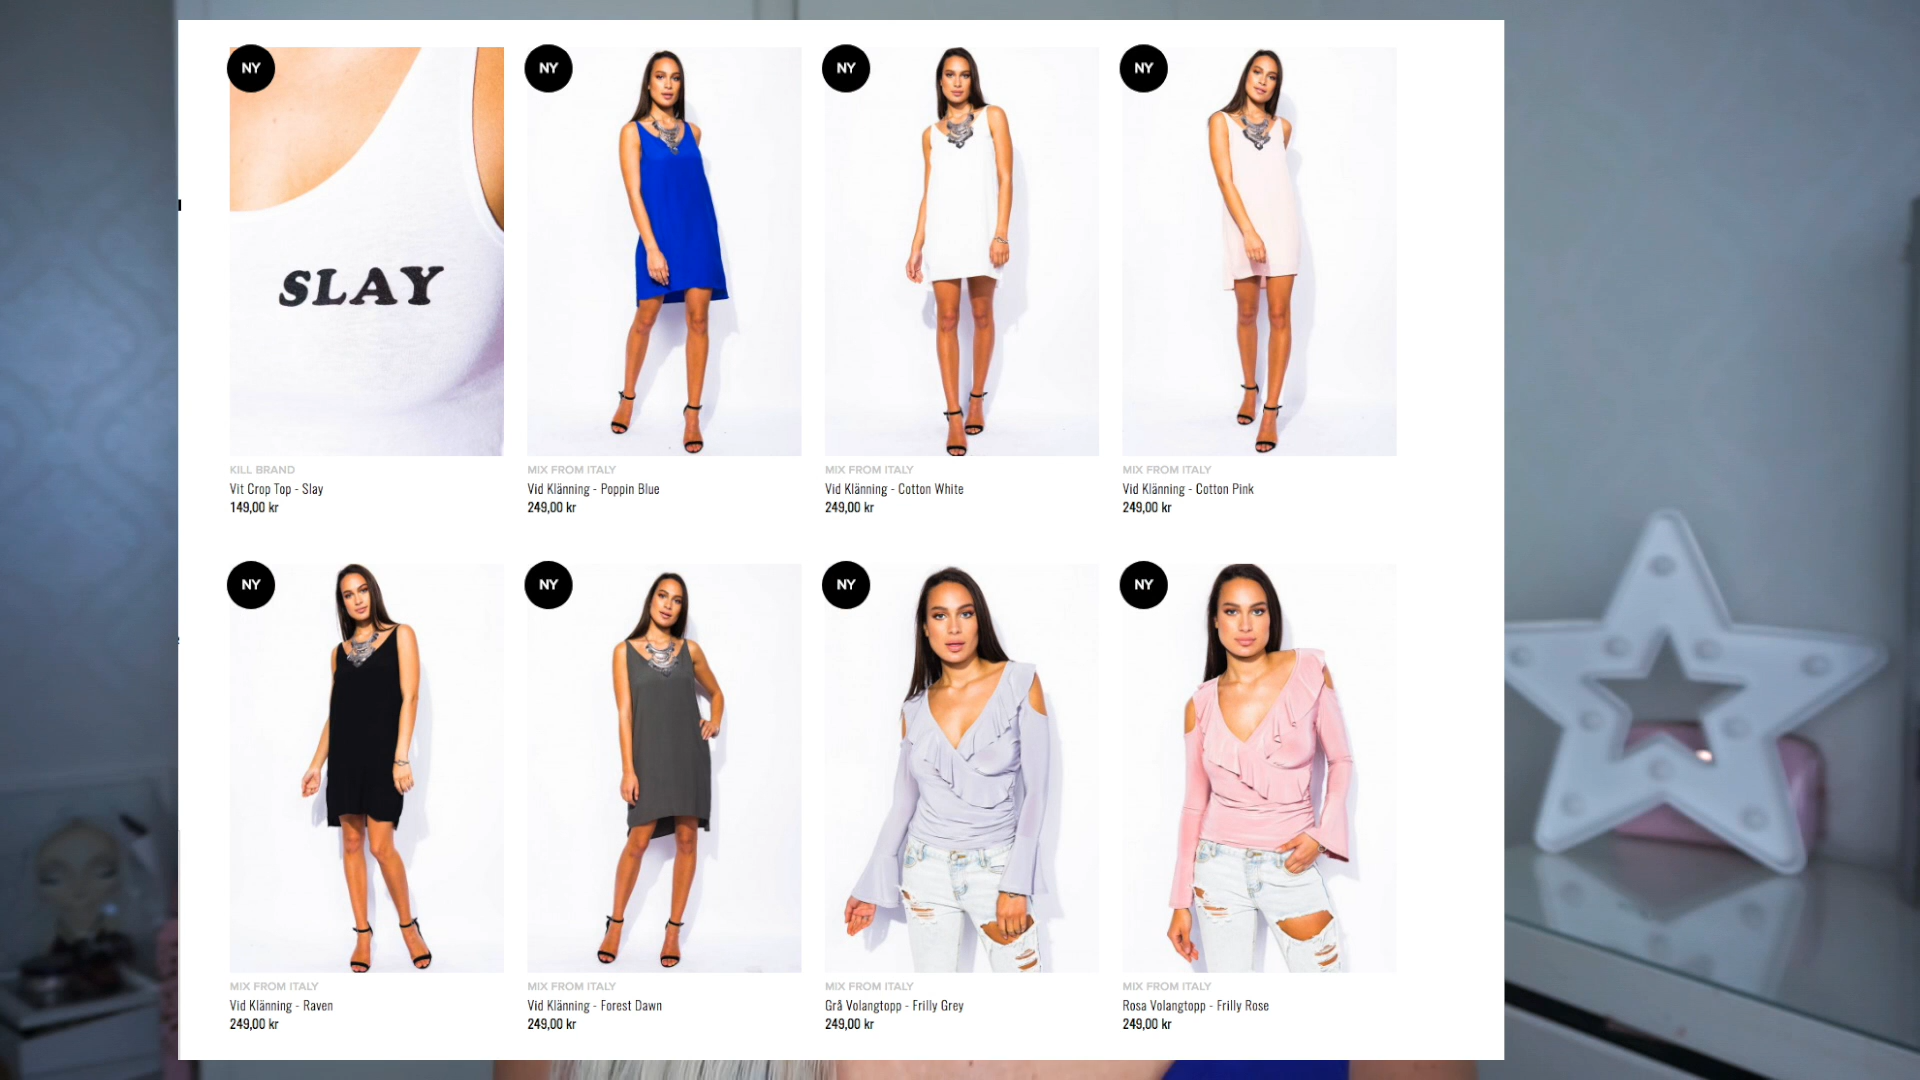 NY
NY
NY
NY
SLAY
KILL BRAND
Vit Crop Top - Slay
149,00 kr
MIX FROM ITALY
Vid Klänning - Poppin Blue
249,00 kr
MIX FROM ITALY
Vid Klänning - Cotton White
249,00 kr
MIX FROM ITALY
Vid Klänning - Cotton Pink
249,00 kr
NY
NY
NY
NY
MIX FROM ITALY
Vid Klänning - Raven
249,00 kr
MIX FROM ITALY
Vid Klänning - Forest Dawn
249,00 kr
MIX FROM ITALY
Grå Volangtopp - Frilly Grey
249,00 kr
MIX FROM ITALY
Rosa Volangtopp - Frilly Rose
249,00 kr